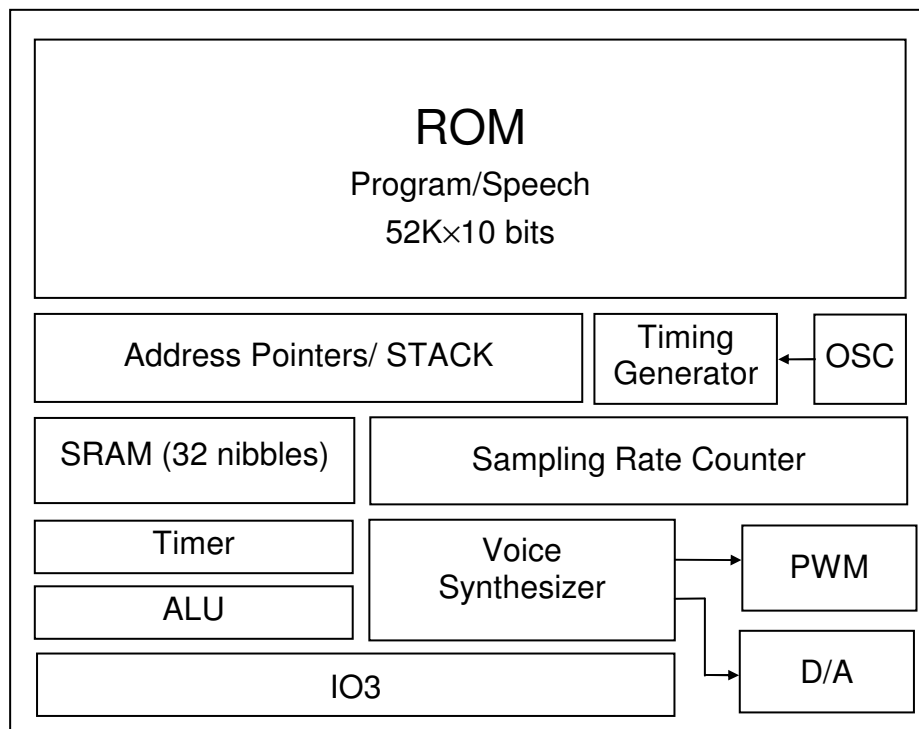 ROM
Program/Speech
52K×10 bits
Address Pointers/ STACK
Timing
Generator
OSC
SRAM (32 nibbles)
Sampling Rate Counter
Timer
Voice
Synthesizer
PWM
ALU
IO3
D/A